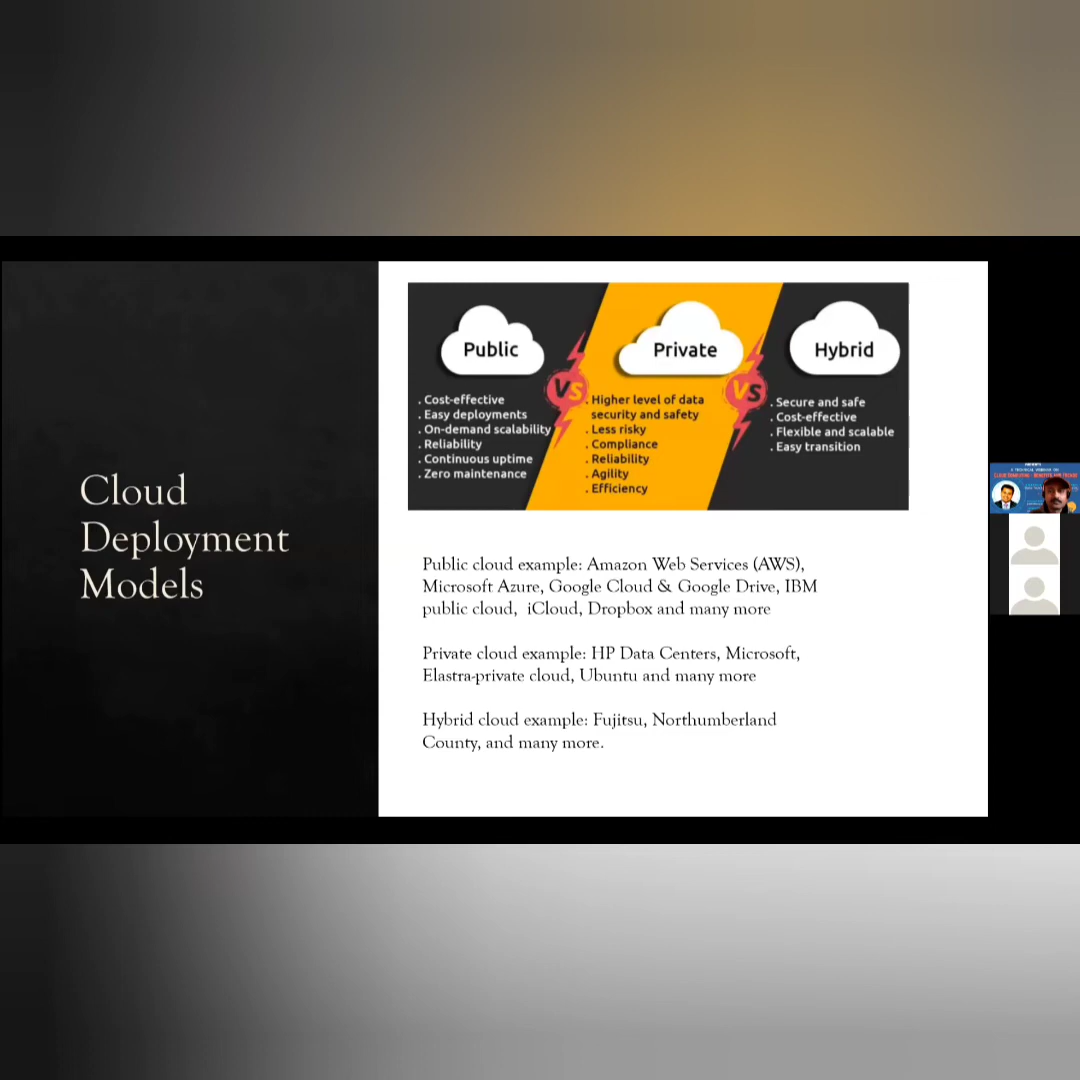 Cloud
Deployment
Models
Public
. Cost-effective
. Easy deployments
. On-demand scalability
. Reliability
. Continuous uptime
. Zero maintenance
VS
Private
. Higher level of data
security and safety
. Less risky
. Compliance
. Reliability
. Agility
. Efficiency
VS
Hybrid
. Secure and safe
. Cost-effective
. Flexible and scalable
. Easy transition
Public cloud example: Amazon Web Services (AWS),
Microsoft Azure, Google Cloud & Google Drive, IBM
public cloud, iCloud, Dropbox and many more
Private cloud example: HP Data Centers, Microsoft,
Elastra-private cloud, Ubuntu and many more
Hybrid cloud example: Fujitsu, Northumberland
County, and many more.